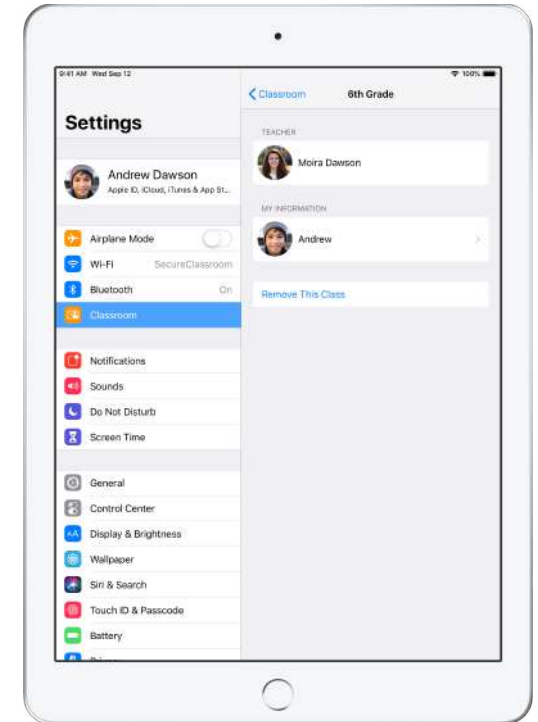 9:41 AM Wed Sep 12
100%
Settings
Andrew Dawson
Apple ID, iCloud, iTunes & App St...
Airplane Mode
Wi-Fi SecureClassroom
Bluetooth On
Classroom
Notifications
Sounds
Do Not Disturb
Screen Time
General
Control Center
AA Display & Brightness
Wallpaper
Siri & Search
Touch ID & Passcode
Battery
Classroom 6th Grade
TEACHER
Moira Dawson
MY INFORMATION
Andrew
Remove This Class